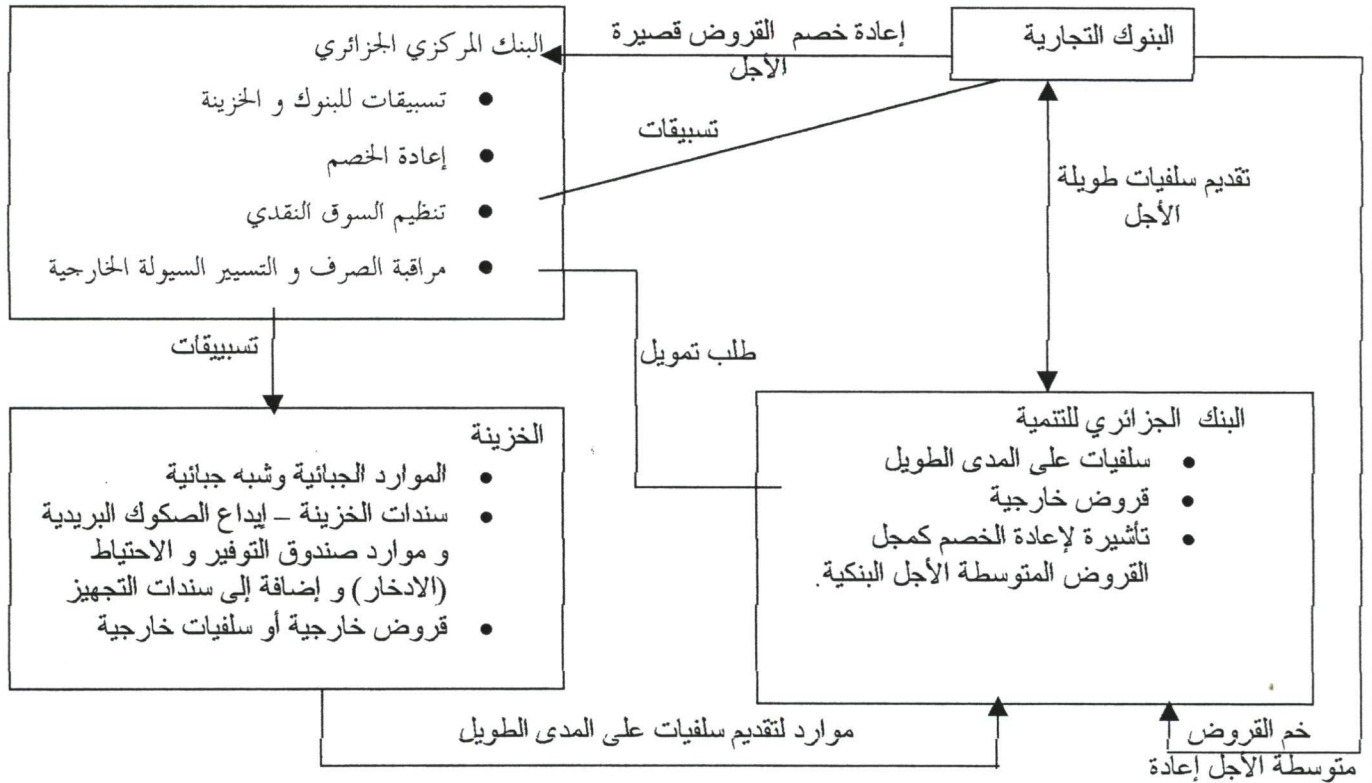 البنوك التجارية
إعادة خصم القروض قصيرة
الأجل
البنك المركزي الجزائري
• تسبيقات للبنوك و الخزينة
• إعادة الخصم
• تنظيم السوق النقدي
• مراقبة الصرف و التسيير السيولة الخارجية
تسبيقات
تقديم سلفيات طويلة
الأجل
تسبييقات
طلب تمويل
البنك الجزائري للتنمية
• سلفيات على المدى الطويل
• قروض خارجية
• تأشيرة لإعادة الخصم كمجل
القروض المتوسطة الأجل البنكية.
الخزينة
• الموارد الجبائية وشبه جبائية
• سندات الخزينة – إيداع الصكوك البريدية
و موارد صندوق التوفير و الاحتياط
(الادخار) و إضافة إلى سندات التجهيز
• قروض خارجية أو سلفيات خارجية
موارد لتقديم سلفيات على المدى الطويل
خم القروض
متوسطة الأجل إعادة